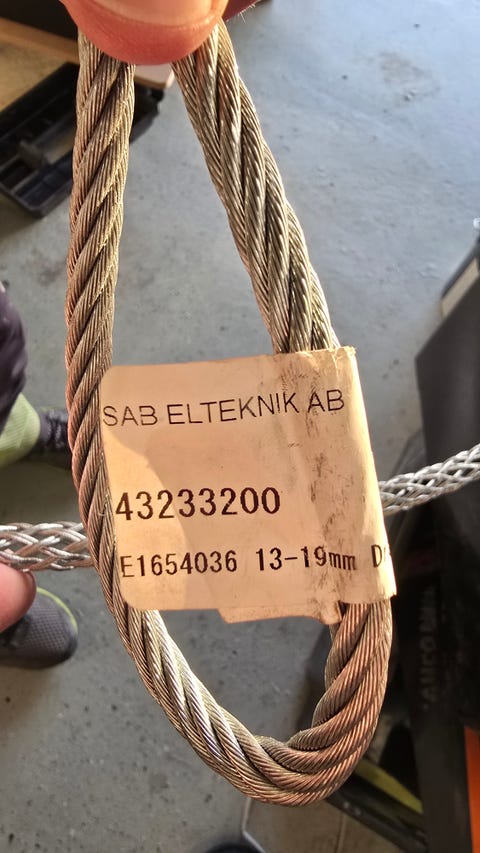 SAB ELTEKNIK AB
43233200
E1654036 13-19mm